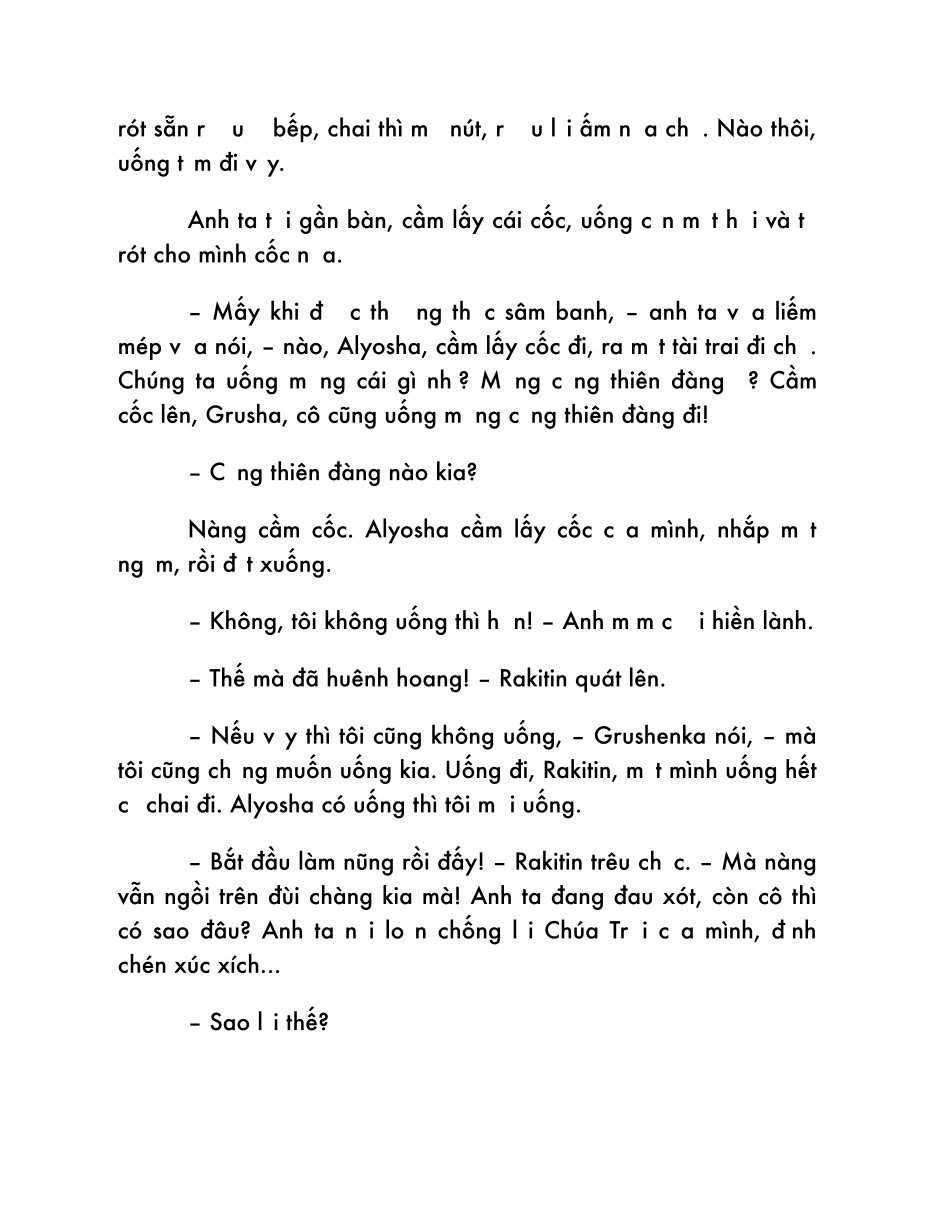 rót sẵn r u bếp, chai thì m nút, r u l i ấm n a ch . Nào thôi,
uống t m đi v y.
Anh ta t i gần bàn, cầm lấy cái cốc, uống c n m t h i và t
rót cho mình cốc n a.
– Mấy khi đ c th ng th c sâm banh, – anh ta v a liếm
mép v a nói, – nào, Alyosha, cầm lấy cốc đi, ra m t tài trai đi ch .
Chúng ta uống m ng cái gì nh ? M ng c ng thiên đàng ? Cầm
cốc lên, Grusha, cô cũng uống m ng c ng thiên đàng đi!
– C ng thiên đàng nào kia?
Nàng cầm cốc. Alyosha cầm lấy cốc c a mình, nhắp m t
ng m, rồi đ t xuống.
– Không, tôi không uống thì h n! – Anh m m c i hiền lành.
– Thế mà đã huênh hoang! – Rakitin quát lên.
– Nếu v y thì tôi cũng không uống, – Grushenka nói, – mà
tôi cũng ch ng muốn uống kia. Uống đi, Rakitin, m t mình uống hết
c chai đi. Alyosha có uống thì tôi m i uống.
– Bắt đầu làm nũng rồi đấy! – Rakitin trêu ch c. – Mà nàng
vẫn ngồi trên đùi chàng kia mà! Anh ta đang đau xót, còn cô thì
có sao đâu? Anh ta n i lo n chống l i Chúa Tr i c a mình, đ nh
chén xúc xích...
– Sao l i thế?